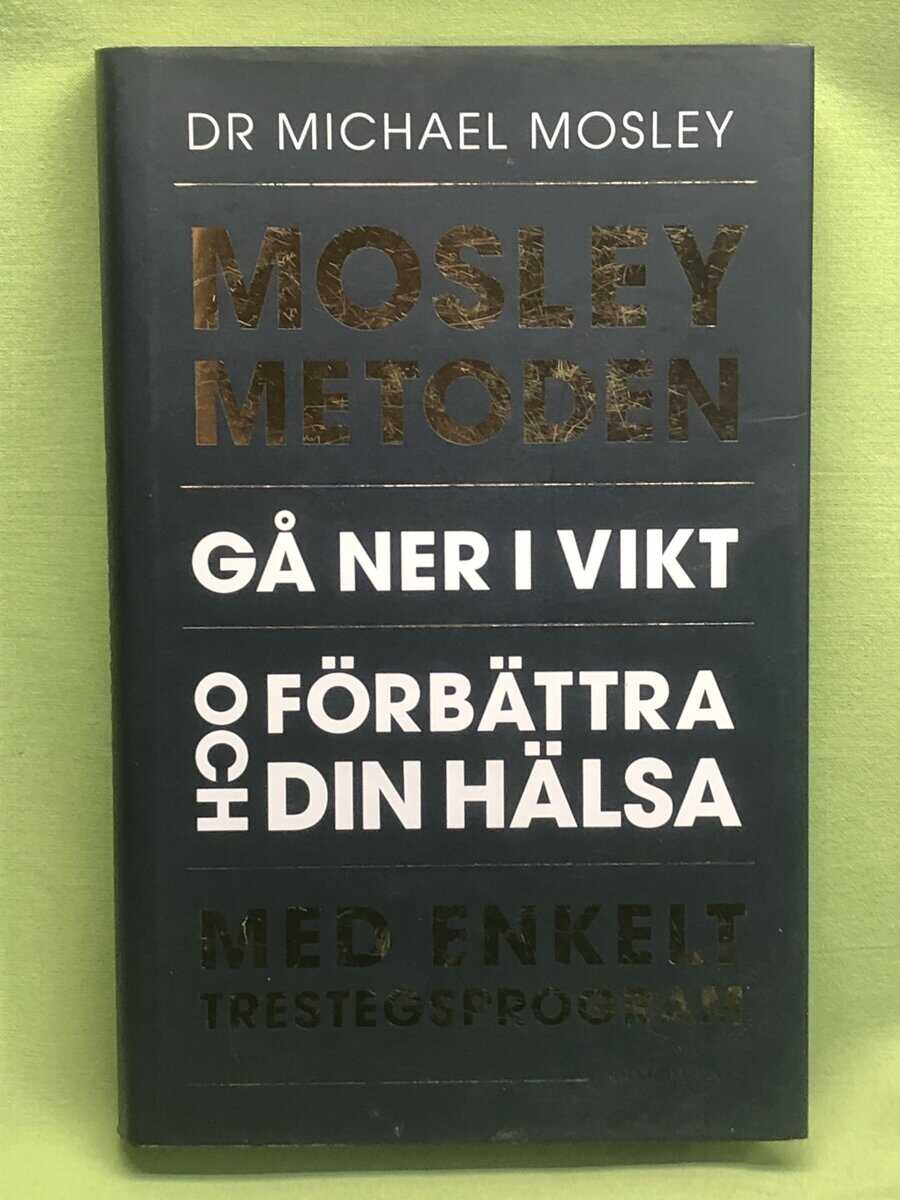 DR MICHAEL MOSLEY
MOSLEY
METODEN
GÅ NER I VIKT
OCH
FÖRBÄTTRA
DIN HÄLSA
MED ENKELT
TRESTEGSPROGRAM